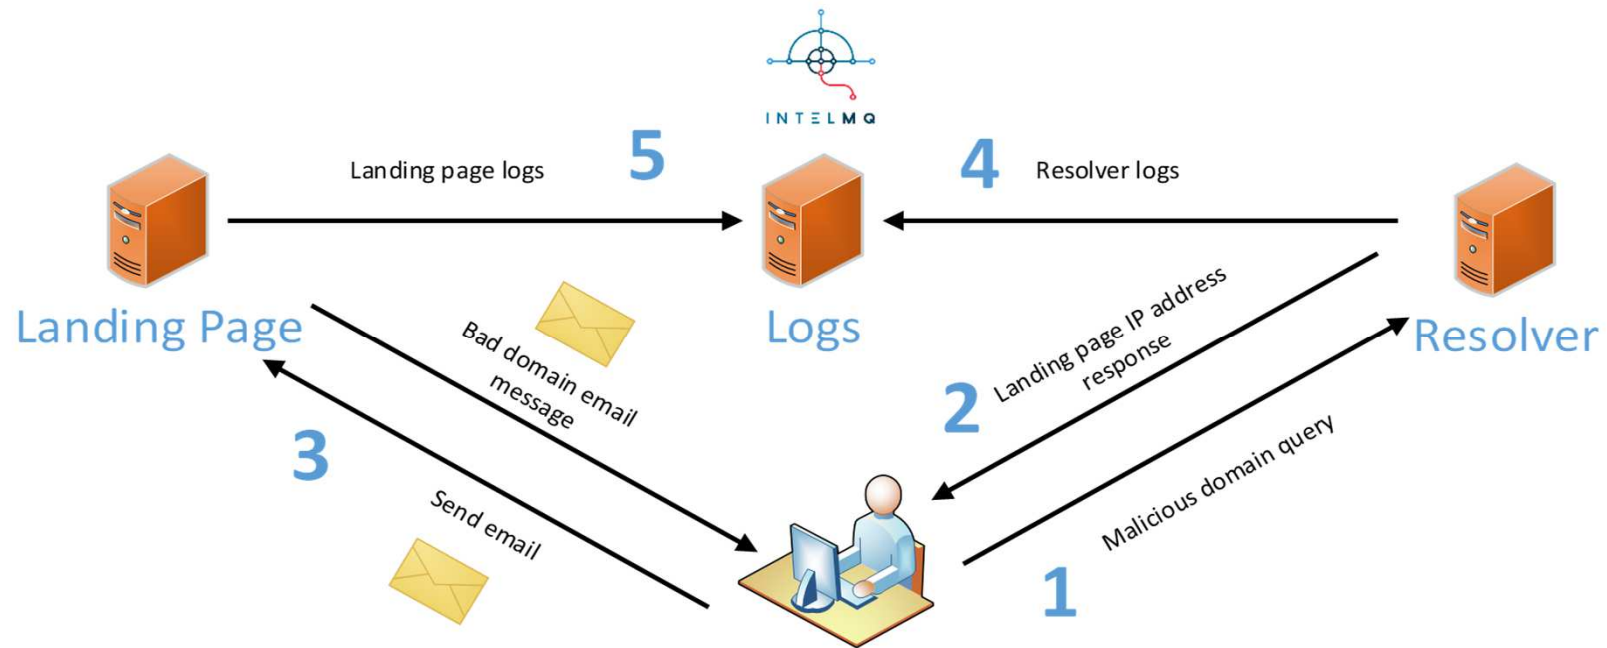 INTELMQ
5
4
Landing page logs
Resolver logs
Landing Page
Logs
Resolver
Bad domain email
message
Landing page IP address
response
2
3
Send email
Malicious domain query
1